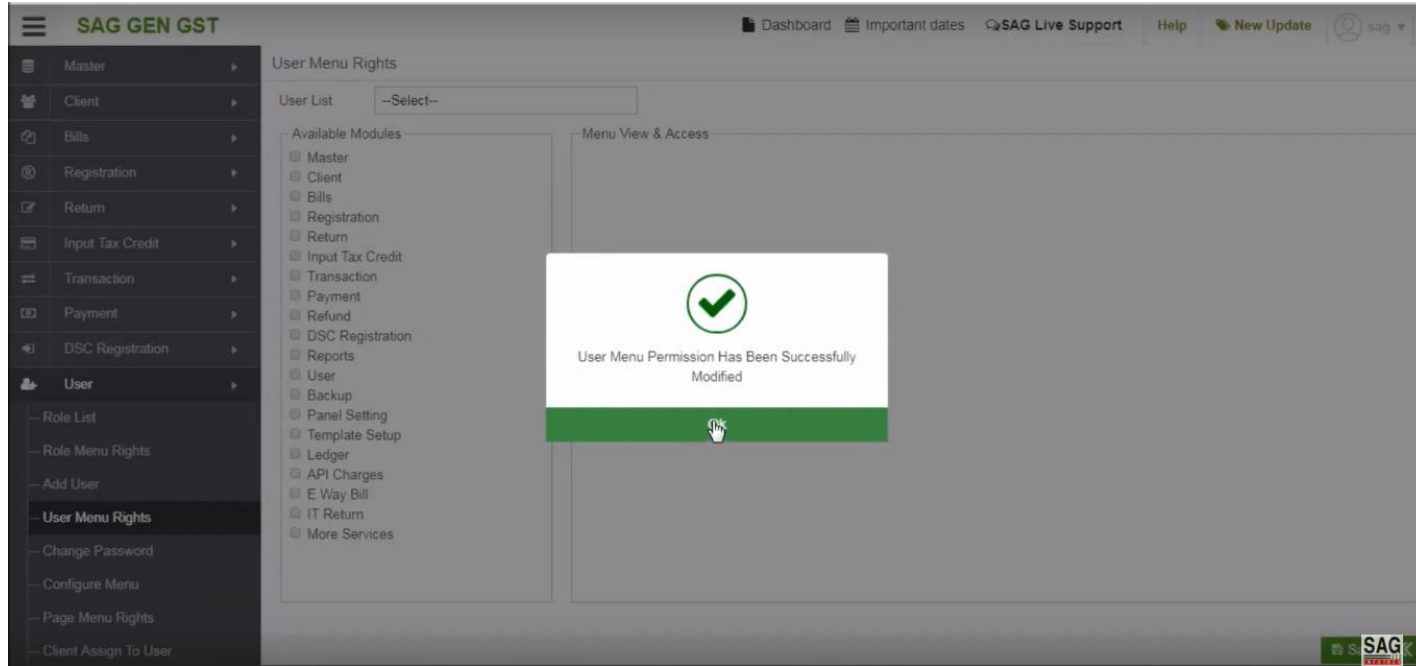 SAG GEN GST
Dashboard Important dates SAG Live Support Help New Update sag
Master
Client
Bills
Registration
Return
Input Tax Credit
Transaction
Payment
DSC Registration
User
Role List
Role Menu Rights
Add User
User Menu Rights
Change Password
Configure Menu
Page Menu Rights
Client Assign To User
User Menu Rights
User List --Select--
Available Modules
Master
Client
Bills
Registration
Return
Input Tax Credit
Transaction
Payment
Refund
DSC Registration
Reports
User
Backup
Panel Setting
Template Setup
Ledger
API Charges
E Way Bill
IT Return
More Services
Menu View & Access
User Menu Permission Has Been Successfully
Modified
SAG